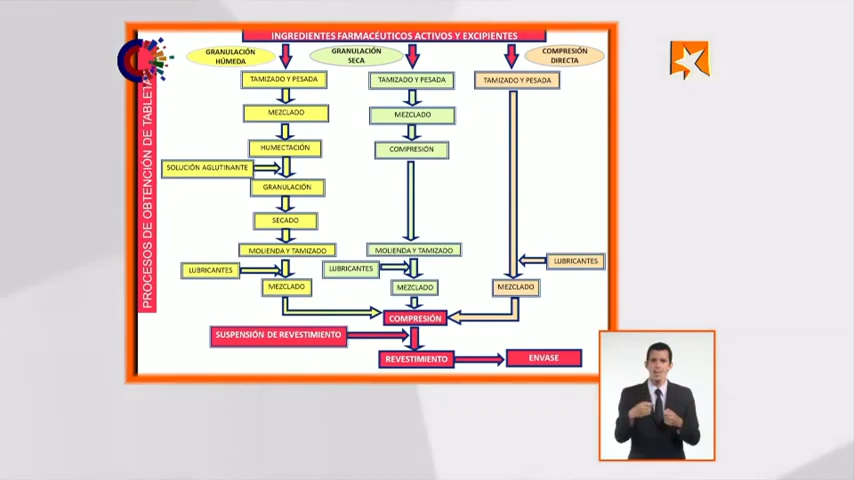 INGREDIENTES FARMACÉUTICOS ACTIVOS Y EXCIPIENTES
GRANULACIÓN
HÚMEDA
GRANULACIÓN
SECA
COMPRESIÓN
DIRECTA
PROCESOS DE OBTENCIÓN DE TABLETA
TAMIZADO Y PESADA
TAMIZADO Y PESADA
TAMIZADO Y PESADA
MEZCLADO
MEZCLADO
HUMECTACIÓN
COMPRESIÓN
SOLUCIÓN AGLUTINANTE
GRANULACIÓN
SECADO
MOLIENDA Y TAMIZADO
MOLIENDA Y TAMIZADO
LUBRICANTES
LUBRICANTES
LUBRICANTES
MEZCLADO
MEZCLADO
MEZCLADO
COMPRESIÓN
SUSPENSIÓN DE REVESTIMIENTO
REVESTIMIENTO
ENVASE